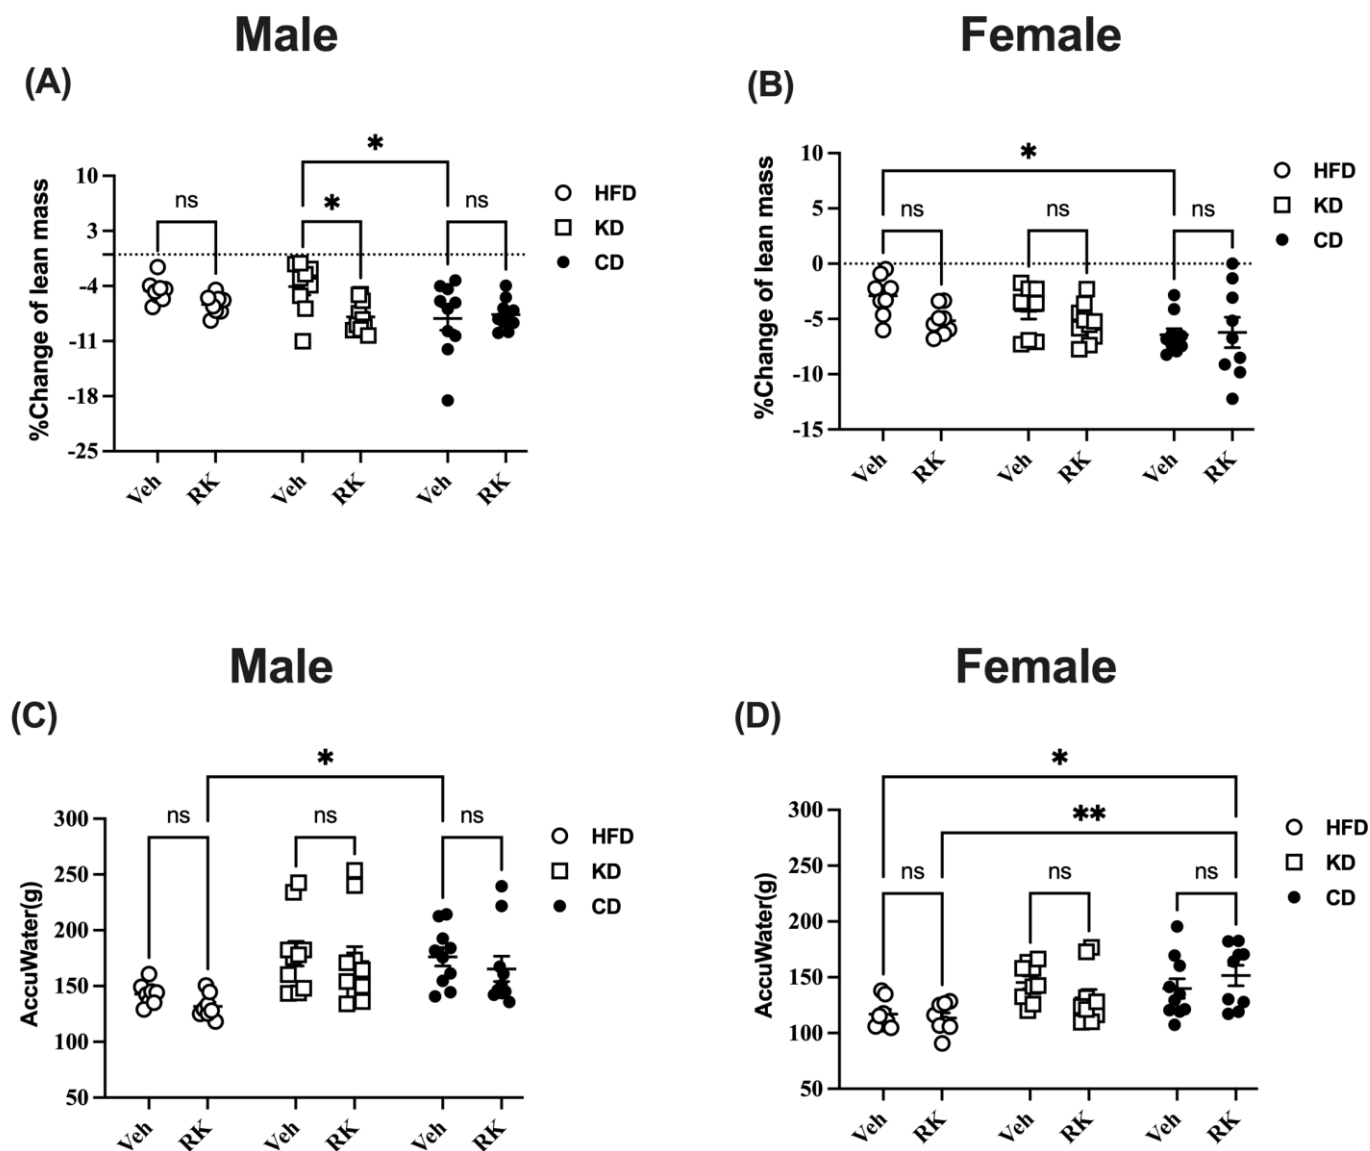 Male
Female
(A)
(B)
%Change of lean mass
10
3
-4
-11
-18
-25
ns
*
*
ns
HFD
KD
CD
Veh
RK
Veh
RK
Veh
RK
%Change of lean mass
10
5
0
-5
-10
-15
*
ns
ns
ns
HFD
KD
CD
Veh
RK
Veh
RK
Veh
RK
Male
Female
(C)
(D)
AccuWater(g)
300
250
200
150
100
50
*
ns
ns
ns
HFD
KD
CD
Veh
RK
Veh
RK
Veh
RK
AccuWater(g)
300
250
200
150
100
50
*
**
ns
ns
ns
HFD
KD
CD
Veh
RK
Veh
RK
Veh
RK